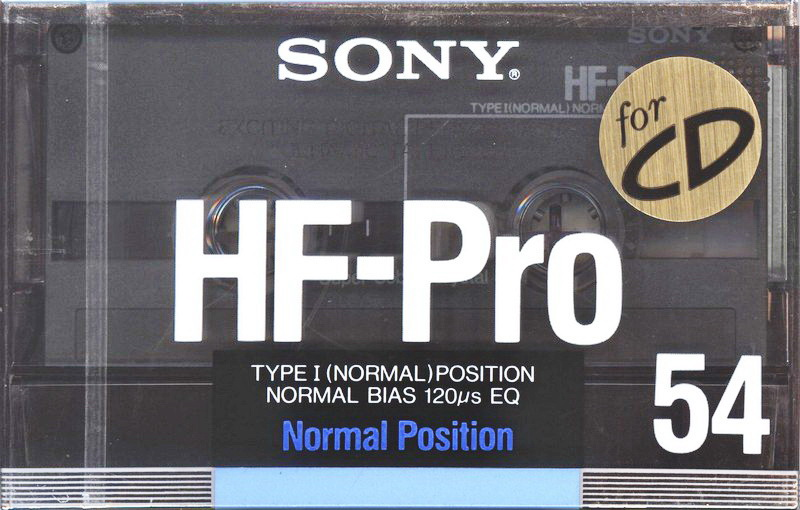 SONY®
SONY
HF-P
TYPE I (NORMAL) NOR
for
CD
HF-Pro
TYPE I (NORMAL) POSITION
NORMAL BIAS 120µs EQ
Normal Position
54